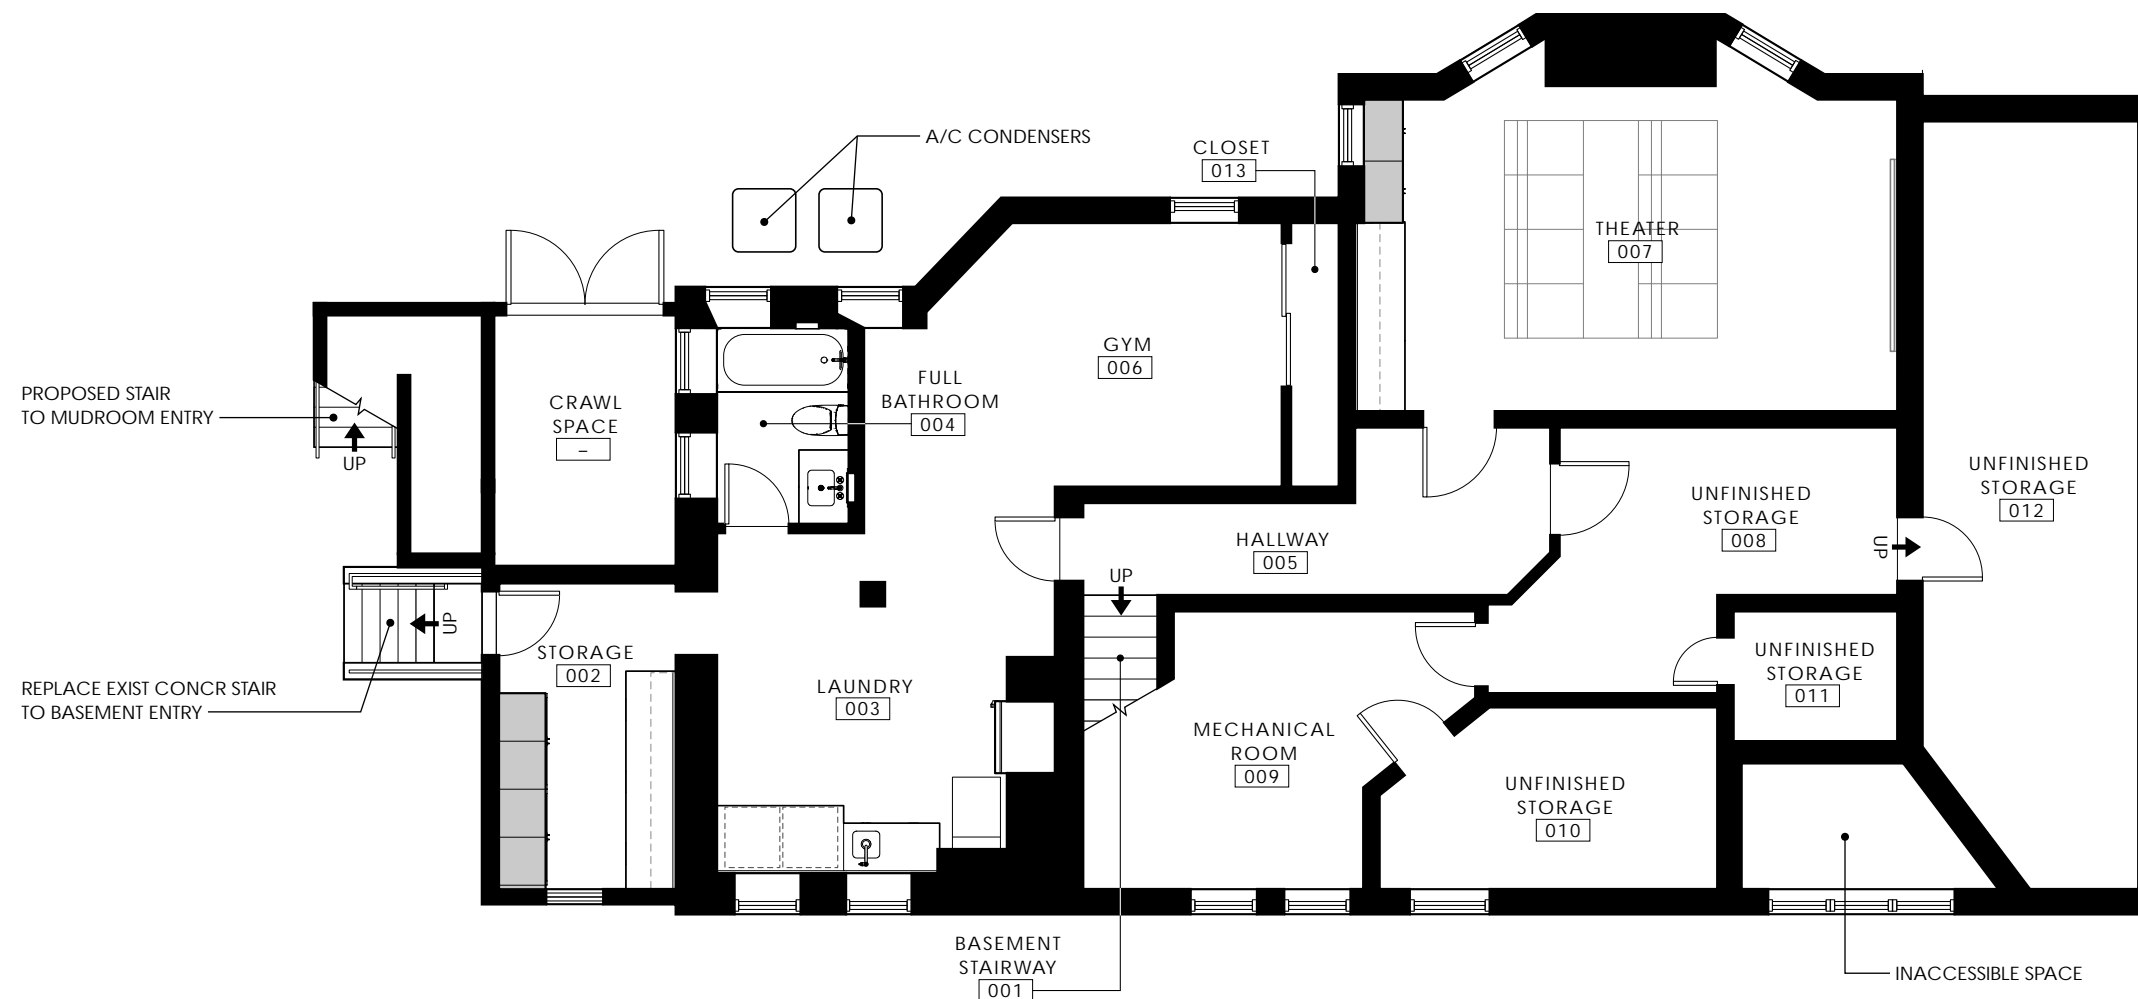 A/C CONDENSERS
CLOSET
013
THEATER
007
GYM
006
FULL
BATHROOM
004
CRAWL
SPACE
–
PROPOSED STAIR
TO MUDROOM ENTRY
UP
UNFINISHED
STORAGE
012
UNFINISHED
STORAGE
008
UP
HALLWAY
005
UP
UP
STORAGE
002
REPLACE EXIST CONCR STAIR
TO BASEMENT ENTRY
LAUNDRY
003
UNFINISHED
STORAGE
011
MECHANICAL
ROOM
009
UNFINISHED
STORAGE
010
BASEMENT
STAIRWAY
001
INACCESSIBLE SPACE